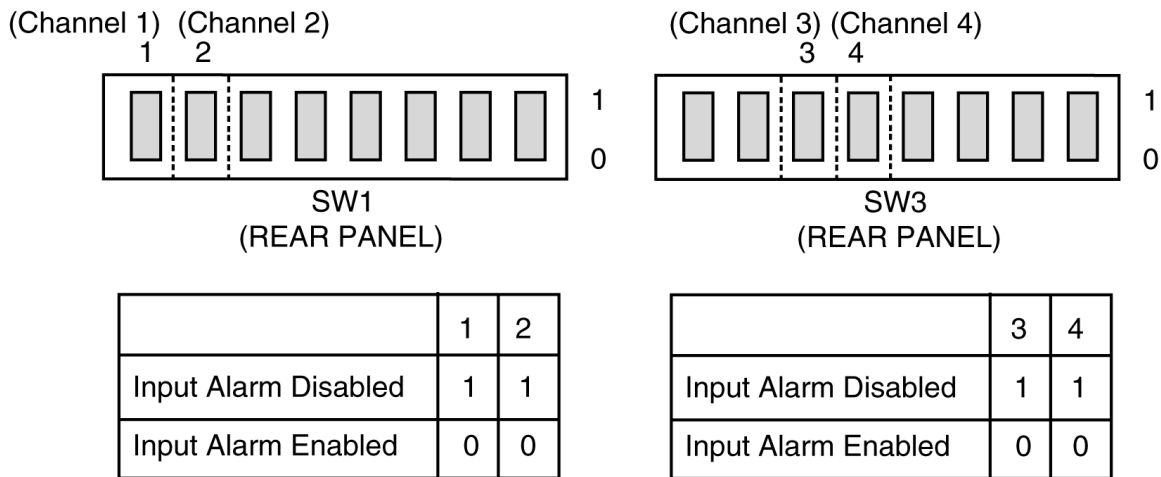 (Channel 1) (Channel 2)
1 2
1
0
SW1
(REAR PANEL)
1 2
Input Alarm Disabled 1 1
Input Alarm Enabled 0 0
(Channel 3) (Channel 4)
3 4
1
0
SW3
(REAR PANEL)
3 4
Input Alarm Disabled 1 1
Input Alarm Enabled 0 0